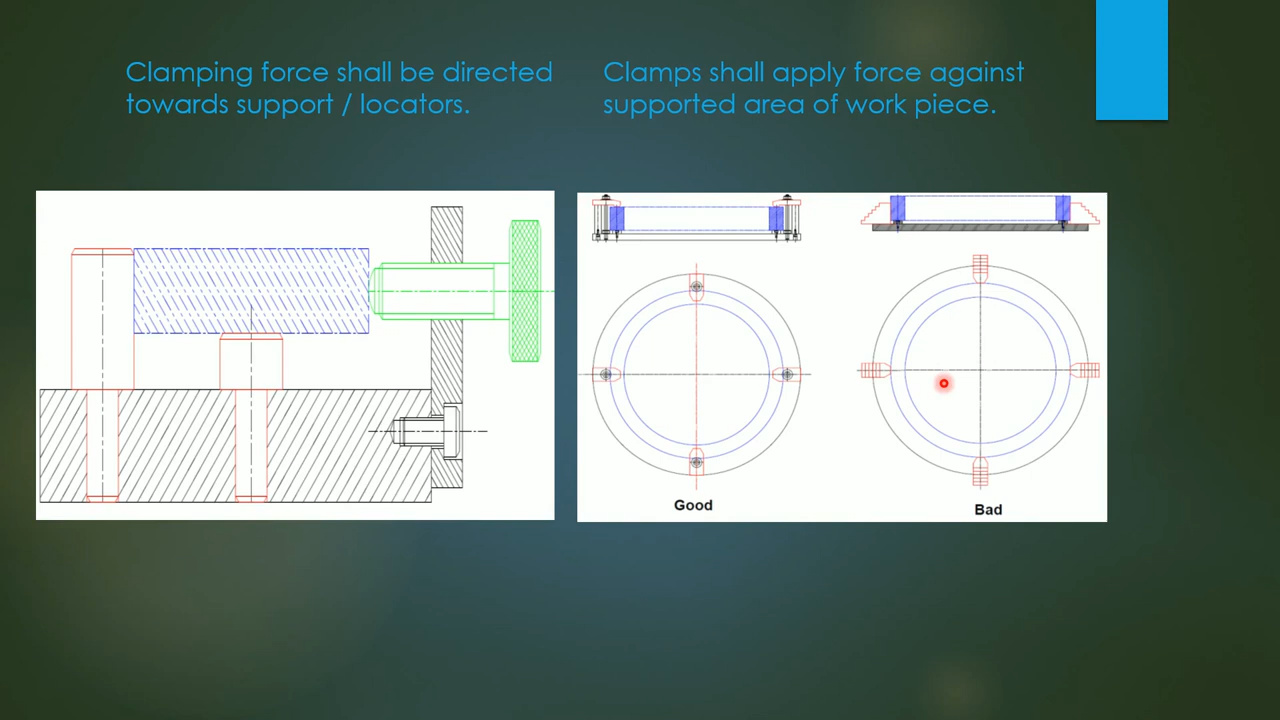 Clamping force shall be directed
towards support / locators.
Clamps shall apply force against
supported area of work piece.
Good
Bad